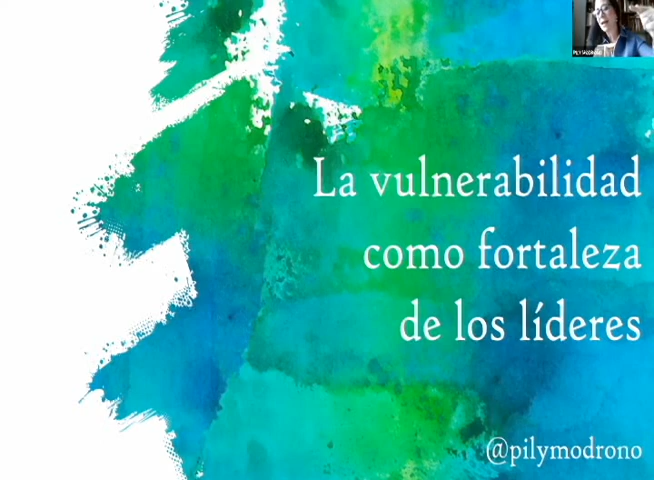 La vulnerabilidad
como fortaleza
de los líderes
@pilymodrono